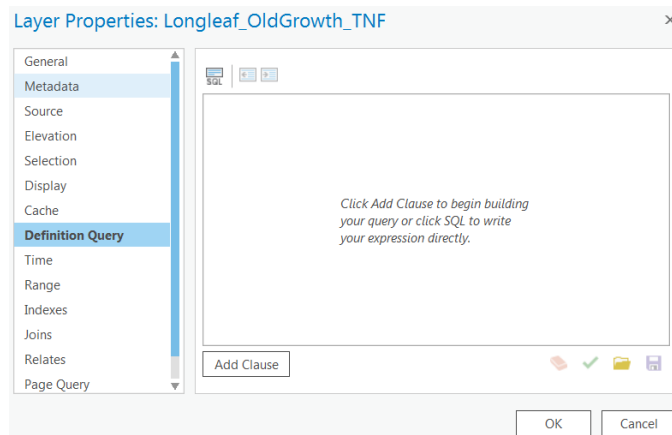 Layer Properties: Longleaf_OldGrowth_TNF
General
Metadata
Source
Elevation
Selection
Display
Cache
Definition Query
Time
Range
Indexes
Joins
Relates
Page Query
SQL
Click Add Clause to begin building
your query or click SQL to write
your expression directly.
Add Clause
OK
Cancel